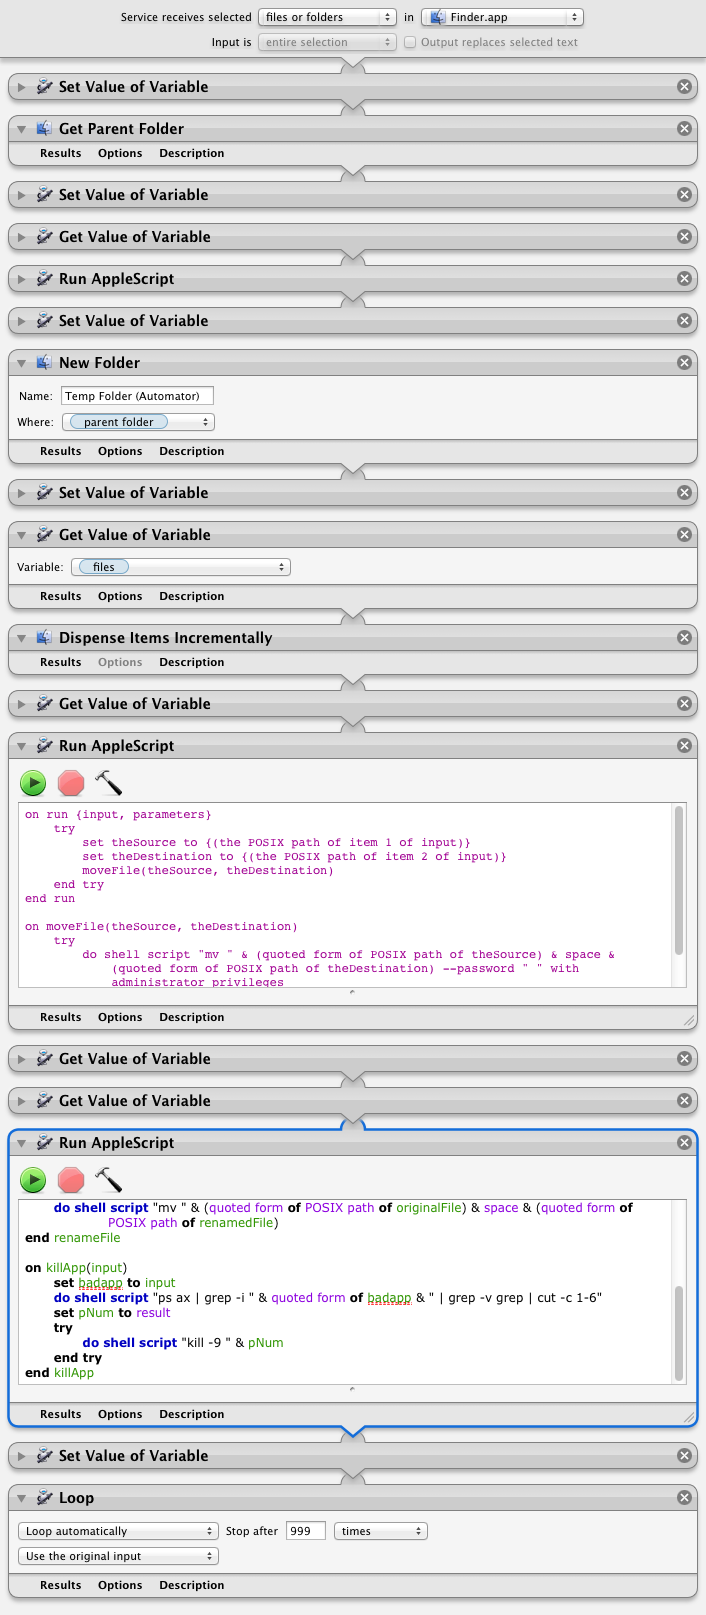 Service receives selected files or folders in Finder.app
Input is entire selection Output replaces selected text
Set Value of Variable
Get Parent Folder
Results Options Description
Set Value of Variable
Get Value of Variable
Run AppleScript
Set Value of Variable
New Folder
Name: Temp Folder (Automator)
Where: parent folder
Results Options Description
Set Value of Variable
Get Value of Variable
Variable: files
Results Options Description
Dispense Items Incrementally
Results Options Description
Get Value of Variable
Run AppleScript
on run {input, parameters}
try
set theSource to {(the POSIX path of item 1 of input)}
set theDestination to {(the POSIX path of item 2 of input)}
moveFile(theSource, theDestination)
end try
end run
on moveFile(theSource, theDestination)
try
do shell script "mv " & (quoted form of POSIX path of theSource) & space &
(quoted form of POSIX path of theDestination) --password " " with
administrator privileges
Results Options Description
Get Value of Variable
Get Value of Variable
Run AppleScript
do shell script "mv " & (quoted form of POSIX path of originalFile) & space & (quoted form of
POSIX path of renamedFile)
end renameFile
on killApp(input)
set badapp to input
do shell script "ps ax | grep -i " & quoted form of badapp & " | grep -v grep | cut -c 1-6"
set pNum to result
try
do shell script "kill -9 " & pNum
end try
end killApp
Results Options Description
Set Value of Variable
Loop
Loop automatically Stop after 999 times
Use the original input
Results Options Description